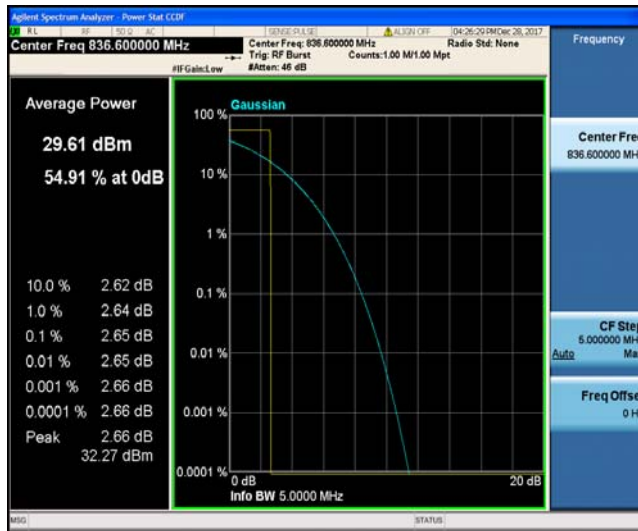 Agilent Spectrum Analyzer - Power Stat CCDF
RL RF 50 Ω AC SENSE:PULSE ALIGN OFF 04:26:29 PM Dec 28, 2017
Center Freq 836.600000 MHz
Center Freq: 836.600000 MHz
Radio Std: None
Trig: RF Burst
Counts:1.00 M/1.00 Mpt
#IFGain:Low
#Atten: 46 dB
Average Power
29.61 dBm
54.91 % at 0dB
10.0 % 2.62 dB
1.0 % 2.64 dB
0.1 % 2.65 dB
0.01 % 2.65 dB
0.001 % 2.66 dB
0.0001 % 2.66 dB
Peak 2.66 dB
32.27 dBm
Gaussian
100 %
10 %
1 %
0.1 %
0.01 %
0.001 %
0.0001 %
0 dB
20 dB
Info BW 5.0000 MHz
Frequency
Center Fre
836.600000 MH
CF Ste
5.000000 MH
Auto Ma
Freq Offse
0 H
MSG
STATUS